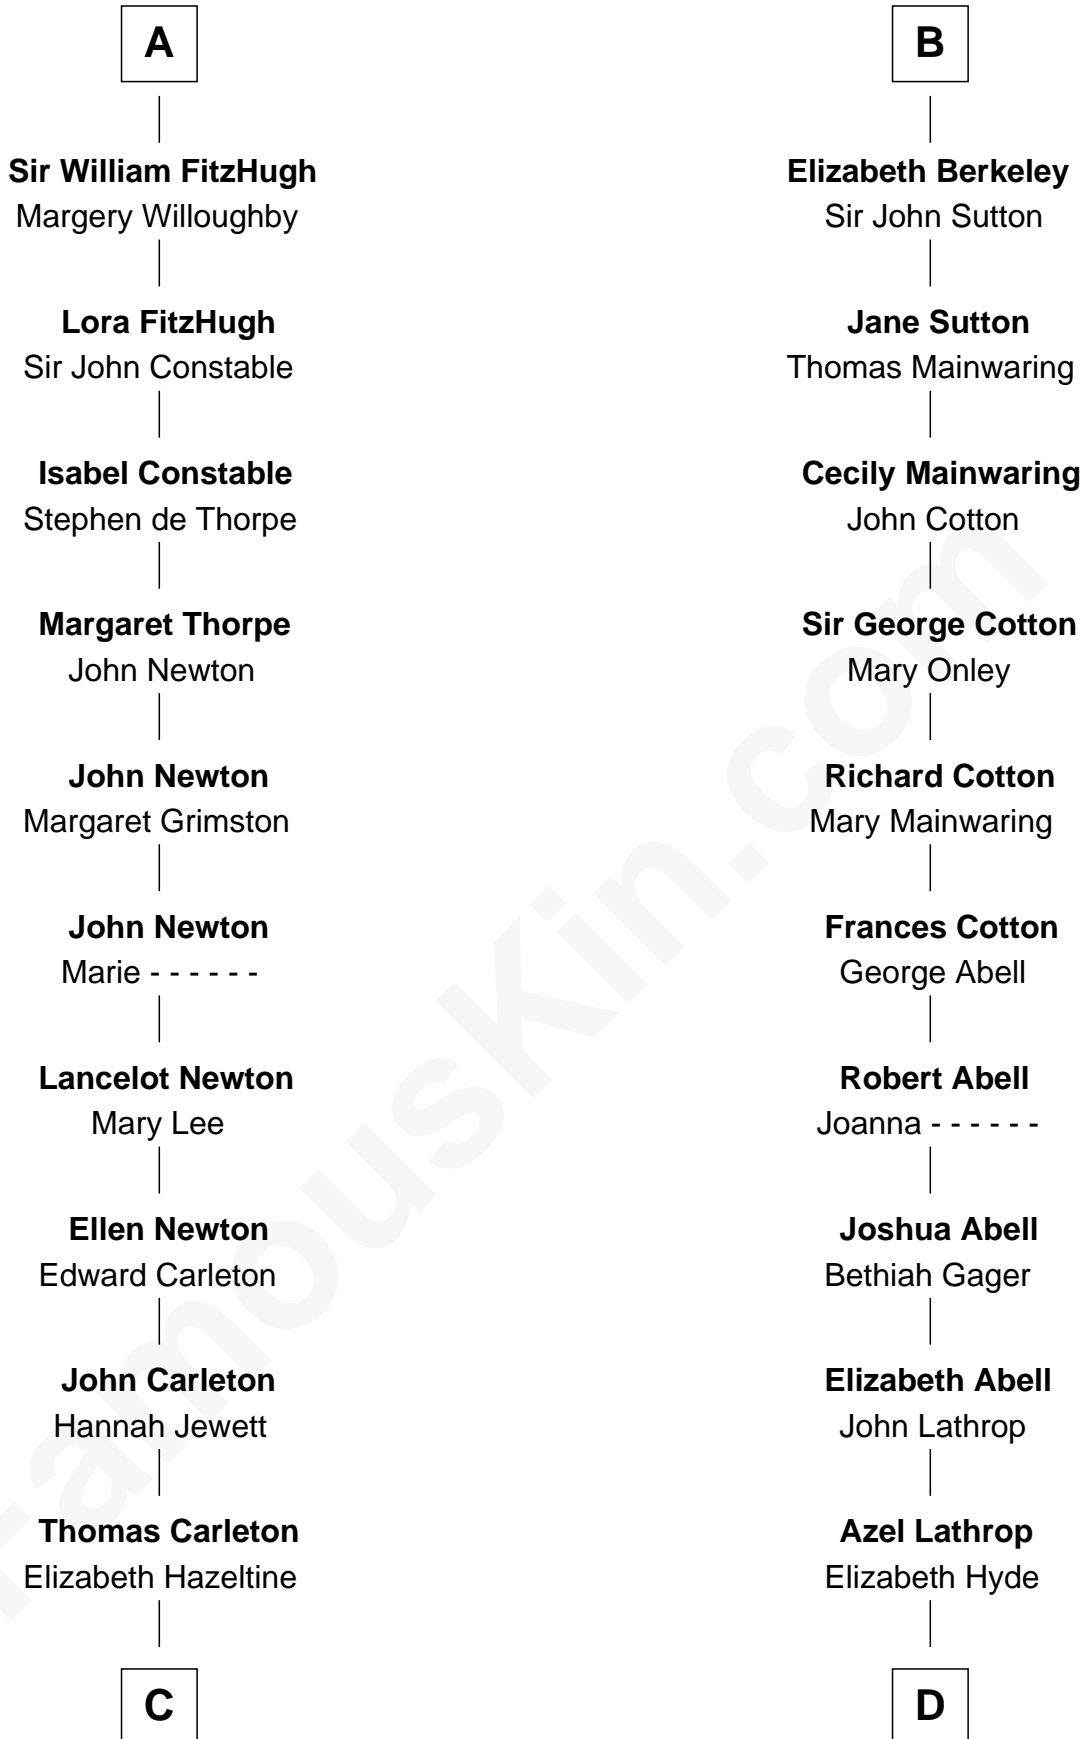 A
Sir William FitzHugh
Margery Willoughby
Lora FitzHugh
Sir John Constable
Isabel Constable
Stephen de Thorpe
Margaret Thorpe
John Newton
John Newton
Margaret Grimston
John Newton
Marie - - - - - -
Lancelot Newton
Mary Lee
Ellen Newton
Edward Carleton
John Carleton
Hannah Jewett
Thomas Carleton
Elizabeth Hazeltine
C
B
Elizabeth Berkeley
Sir John Sutton
Jane Sutton
Thomas Mainwaring
Cecily Mainwaring
John Cotton
Sir George Cotton
Mary Onley
Richard Cotton
Mary Mainwaring
Frances Cotton
George Abell
Robert Abell
Joanna - - - - - -
Joshua Abell
Bethiah Gager
Elizabeth Abell
John Lathrop
Azel Lathrop
Elizabeth Hyde
D
FamousKin.com